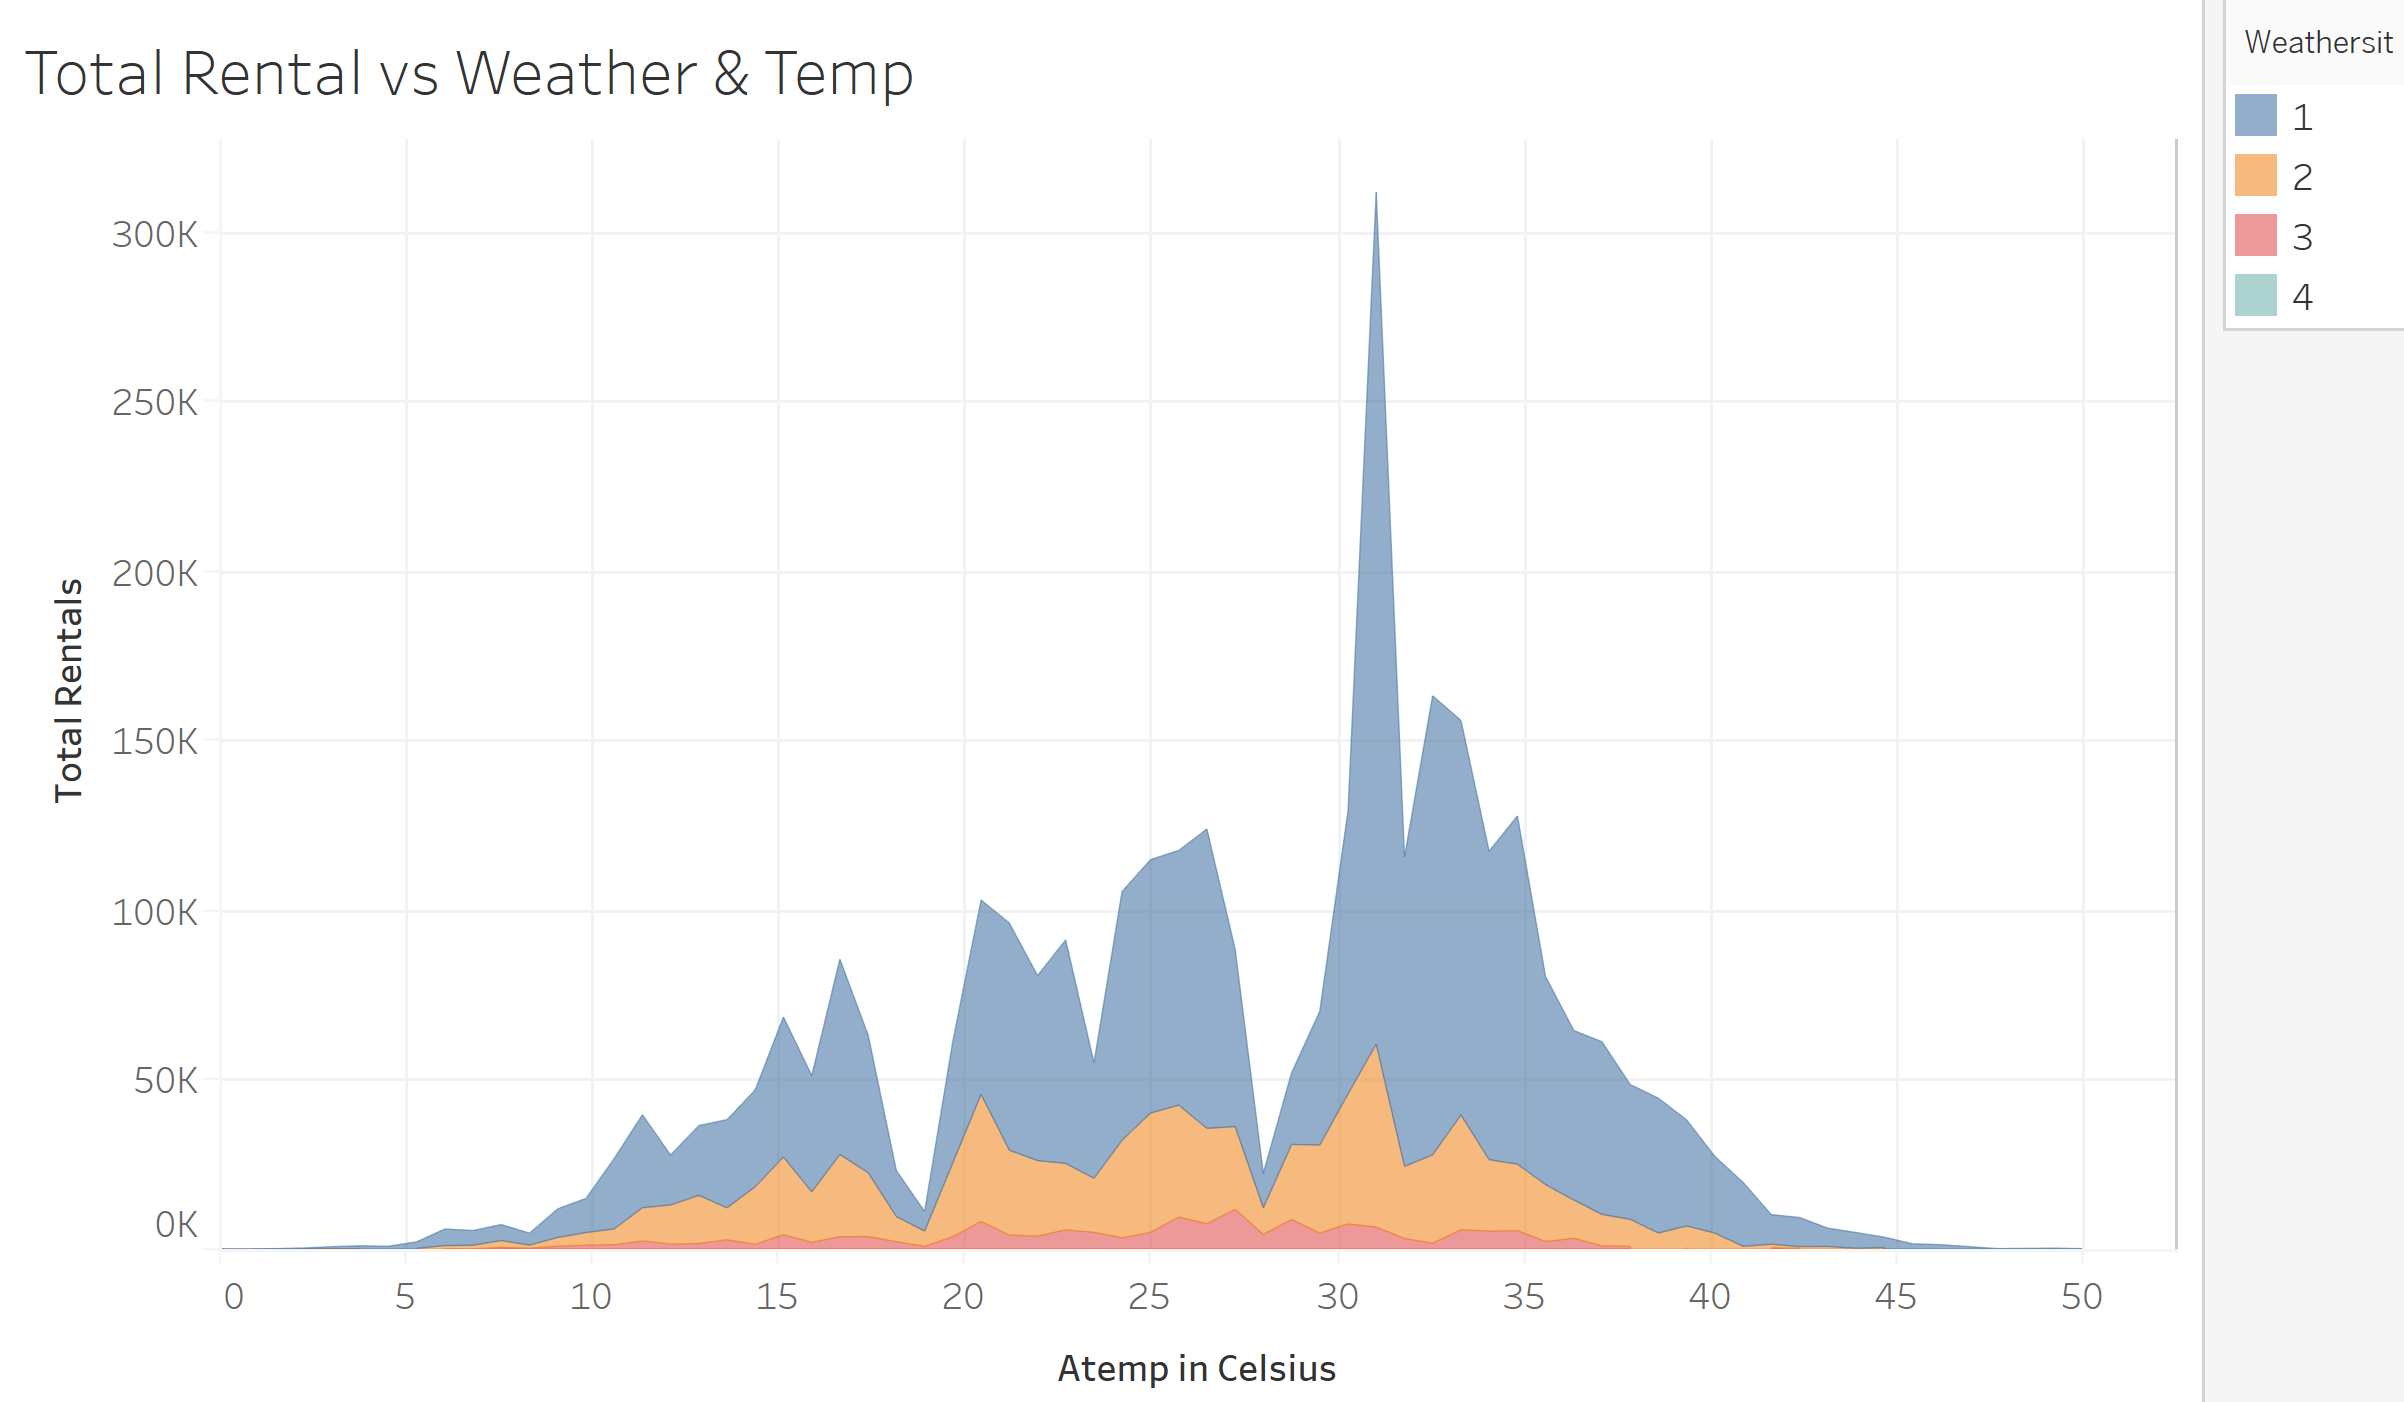 Total Rental vs Weather & Temp
Weathersit
1
2
3
4
300K
250K
200K
150K
100K
50K
0K
Total Rentals
0 5 10 15 20 25 30 35 40 45 50
Atemp in Celsius